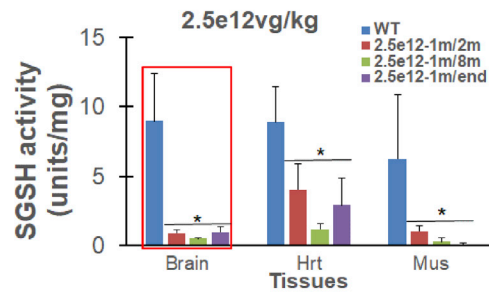 2.5e12vg/kg
WT
2.5e12-1m/2m
2.5e12-1m/8m
2.5e12-1m/end
SGSH activity
(units/mg)
15
10
5
0
*
*
*
Brain
Hrt
Mus
Tissues